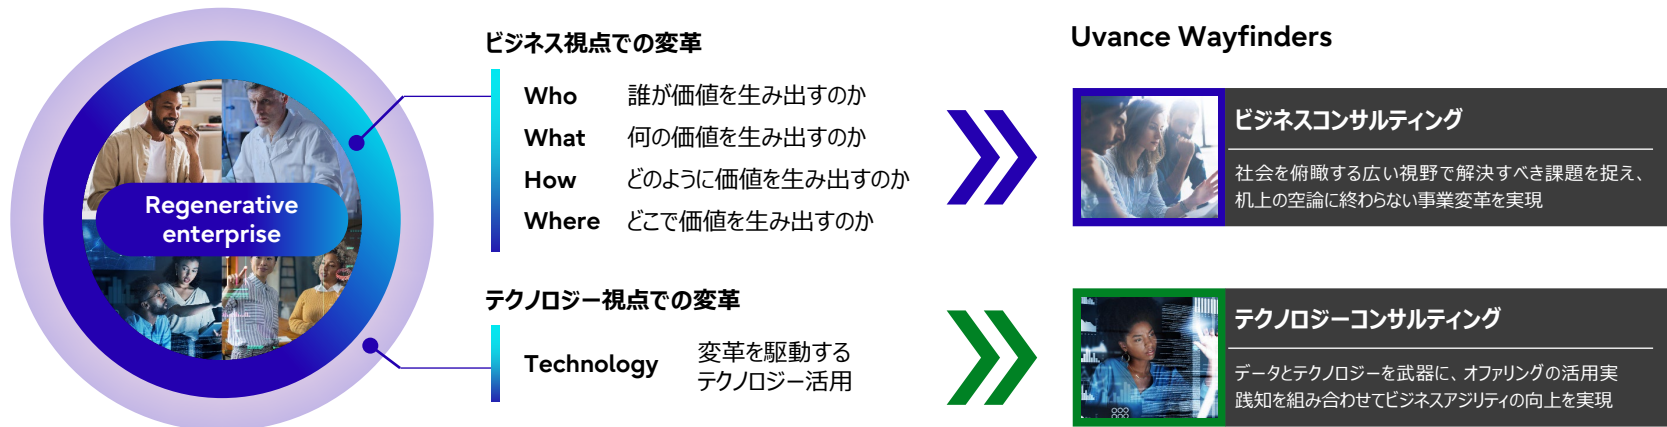 Regenerative
enterprise
ビジネス視点での変革
Who 誰が価値を生み出すのか
What 何の価値を生み出すのか
How どのように価値を生み出すのか
Where どこで価値を生み出すのか
テクノロジー視点での変革
Technology 変革を駆動する
テクノロジー活用
Uvance Wayfinders
ビジネスコンサルティング
社会を俯瞰する広い視野で解決すべき課題を捉え、
机上の空論に終わらない事業変革を実現
テクノロジーコンサルティング
データとテクノロジーを武器に、オファリングの活用実
践知を組み合わせてビジネスアジリティの向上を実現